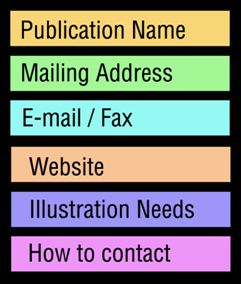 Publication Name
Mailing Address
E-mail / Fax
Website
Illustration Needs
How to contact